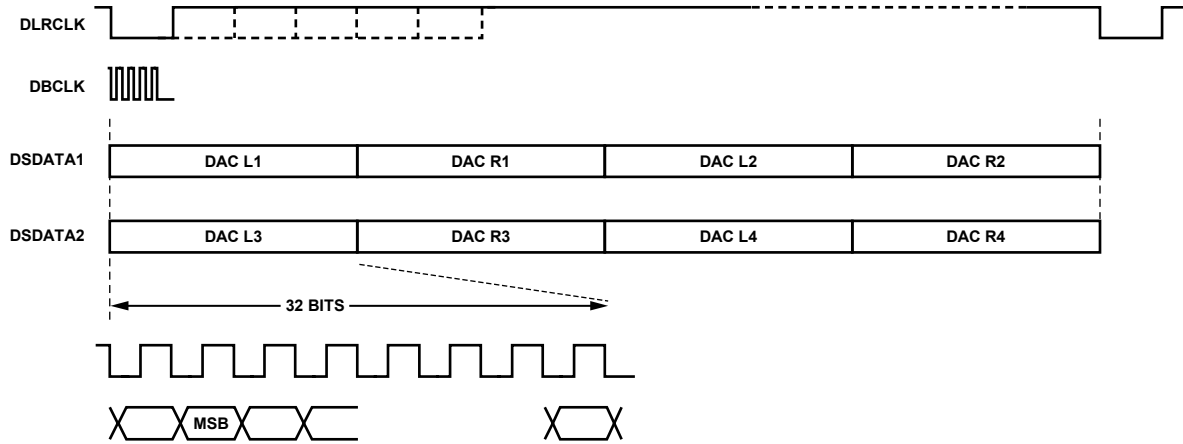 DLRCLK
DBCLK
DSDATA1 DAC L1 DAC R1 DAC L2 DAC R2
DSDATA2 DAC L3 DAC R3 DAC L4 DAC R4
32 BITS
MSB